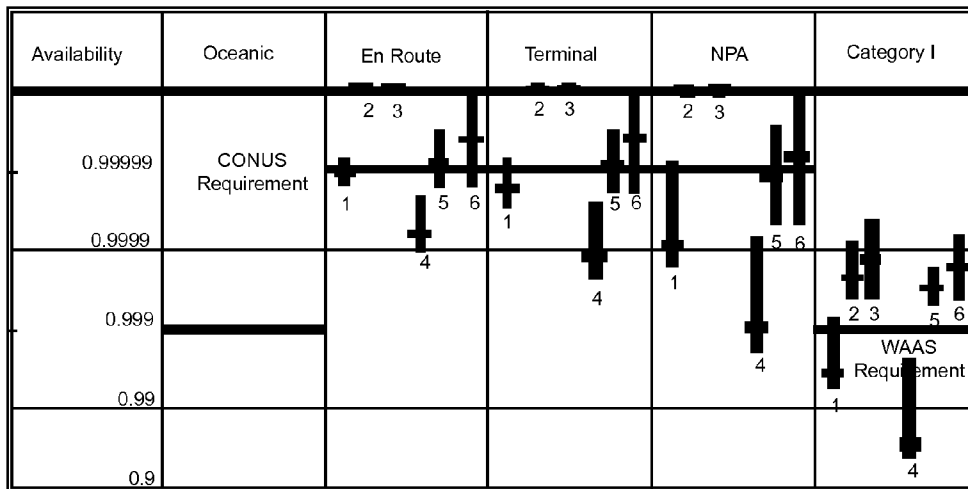 Availability Oceanic En Route Terminal NPA Category I
2 3 2 3 2 3
0.99999 CONUS
Requirement
1 5 6 1 5 6
4 0.9999 4 1 5 6
0.999 2 3 5 6
4 WAAS
Requirement
0.99 1
4
0.9